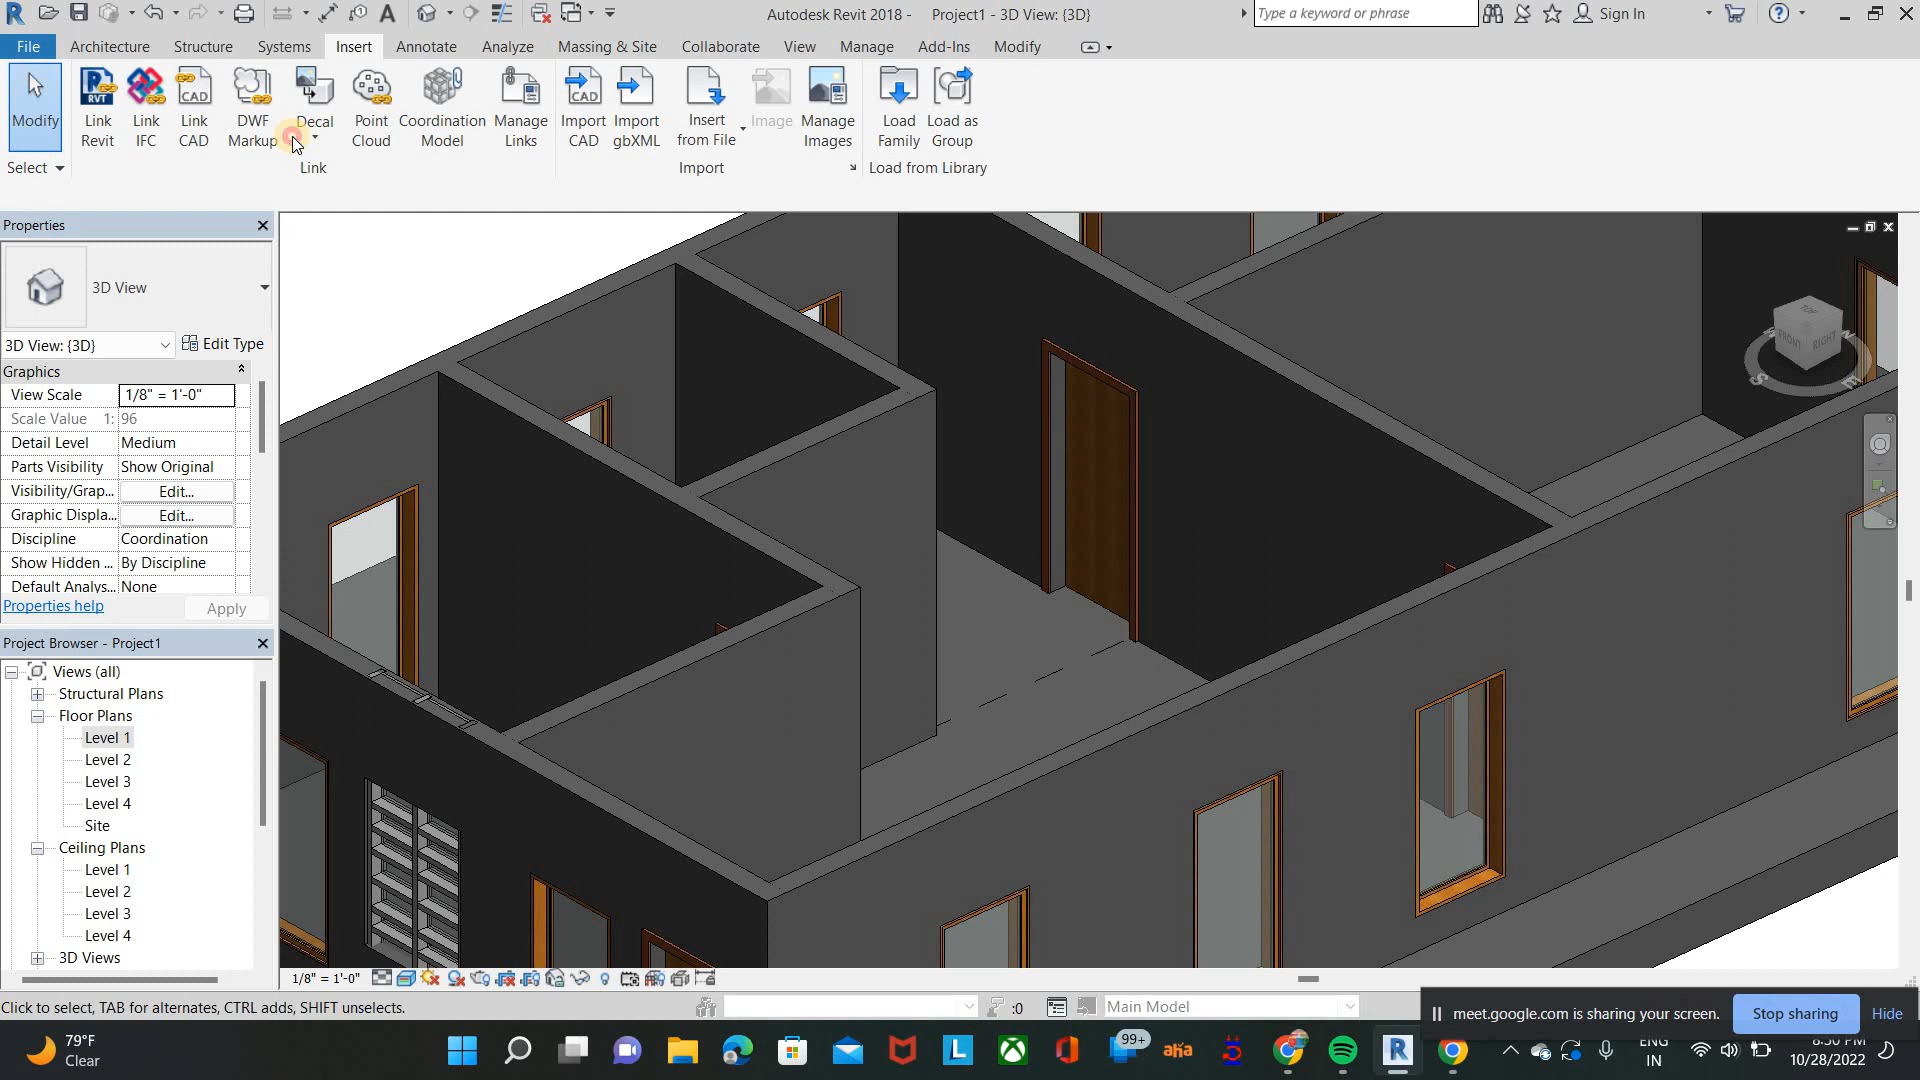 Autodesk Revit 2018 - Project1 - 3D View: {3D}
Type a keyword or phrase
Sign In
File Architecture Structure Systems Insert Annotate Analyze Massing & Site Collaborate View Manage Add-Ins Modify
Modify
Link Revit
Link IFC
Link CAD
DWF Markup
Decal
Point Cloud
Coordination Model
Manage Links
Import CAD
Import gbXML
Insert from File
Image
Manage Images
Load Family
Load as Group
Select
Link
Import
Load from Library
Properties
3D View
3D View: {3D}
Edit Type
Graphics
View Scale 1/8" = 1'-0"
Scale Value 1: 96
Detail Level Medium
Parts Visibility Show Original
Visibility/Grap... Edit...
Graphic Displa... Edit...
Discipline Coordination
Show Hidden ... By Discipline
Default Analys... None
Properties help
Apply
Project Browser - Project1
Views (all)
Structural Plans
Floor Plans
Level 1
Level 2
Level 3
Level 4
Site
Ceiling Plans
Level 1
Level 2
Level 3
Level 4
3D Views
TOP
FRONT
RIGHT
S
E
1/8" = 1'-0"
Click to select, TAB for alternates, CTRL adds, SHIFT unselects.
:0
Main Model
meet.google.com is sharing your screen.
Stop sharing
Hide
79°F
Clear
99+
aha
ENG
IN
8:30 PM
10/28/2022